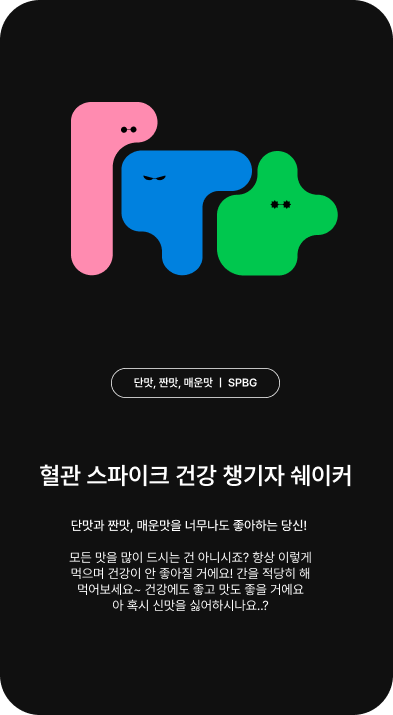 단맛, 짠맛, 매운맛 | SPBG
혈관 스파이크 건강 챙기자 쉐이커
단맛과 짠맛, 매운맛을 너무나도 좋아하는 당신!
모든 맛을 많이 드시는 건 아니시죠? 항상 이렇게
먹으며 건강이 안 좋아질 거에요! 간을 적당히 해
먹어보세요~ 건강에도 좋고 맛도 좋을 거에요
아 혹시 신맛을 싫어하시나요..?